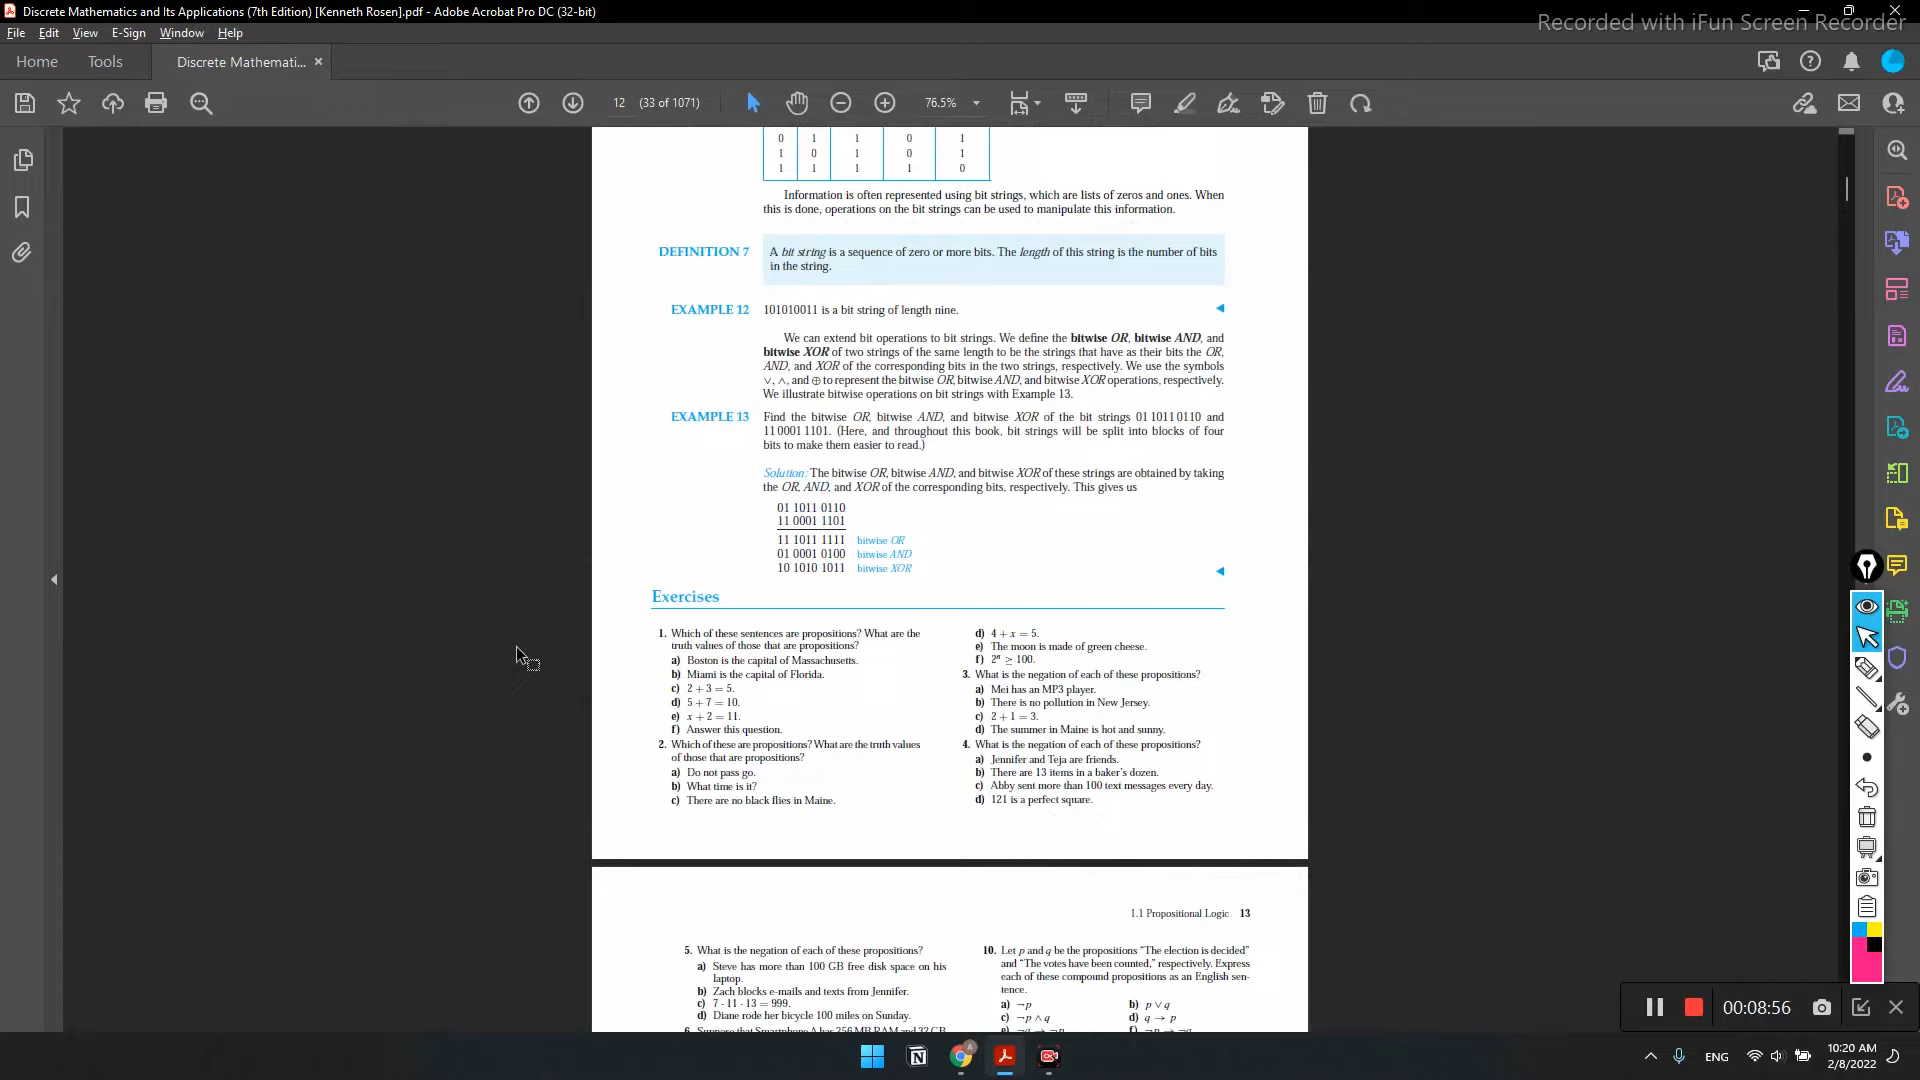 Discrete Mathematics and Its Applications (7th Edition) [Kenneth Rosen].pdf - Adobe Acrobat Pro DC (32-bit)
Recorded with iFun Screen Recorder
File Edit View E-Sign Window Help
Home Tools Discrete Mathemati... ×
12 (33 of 1071) 76.5%
0 1 1 0 1
1 0 1 0 1
1 1 1 1 0
Information is often represented using bit strings, which are lists of zeros and ones. When
this is done, operations on the bit strings can be used to manipulate this information.
DEFINITION 7 A bit string is a sequence of zero or more bits. The length of this string is the number of bits
in the string.
EXAMPLE 12 101010011 is a bit string of length nine.
We can extend bit operations to bit strings. We define the bitwise OR, bitwise AND, and
bitwise XOR of two strings of the same length to be the strings that have as their bits the OR,
AND, and XOR of the corresponding bits in the two strings, respectively. We use the symbols
∨, ∧, and ⊕ to represent the bitwise OR, bitwise AND, and bitwise XOR operations, respectively.
We illustrate bitwise operations on bit strings with Example 13.
EXAMPLE 13 Find the bitwise OR, bitwise AND, and bitwise XOR of the bit strings 01 1011 0110 and
11 0001 1101. (Here, and throughout this book, bit strings will be split into blocks of four
bits to make them easier to read.)
Solution: The bitwise OR, bitwise AND, and bitwise XOR of these strings are obtained by taking
the OR, AND, and XOR of the corresponding bits, respectively. This gives us
01 1011 0110
11 0001 1101
11 1011 1111 bitwise OR
01 0001 0100 bitwise AND
10 1010 1011 bitwise XOR
Exercises
1. Which of these sentences are propositions? What are the
truth values of those that are propositions?
a) Boston is the capital of Massachusetts.
b) Miami is the capital of Florida.
c) 2 + 3 = 5.
d) 5 + 7 = 10.
e) x + 2 = 11.
f) Answer this question.
2. Which of these are propositions? What are the truth values
of those that are propositions?
a) Do not pass go.
b) What time is it?
c) There are no black flies in Maine.
d) 4 + x = 5.
e) The moon is made of green cheese.
f) 2ⁿ ≥ 100.
3. What is the negation of each of these propositions?
a) Mei has an MP3 player.
b) There is no pollution in New Jersey.
c) 2 + 1 = 3.
d) The summer in Maine is hot and sunny.
4. What is the negation of each of these propositions?
a) Jennifer and Teja are friends.
b) There are 13 items in a baker's dozen.
c) Abby sent more than 100 text messages every day.
d) 121 is a perfect square.
1.1 Propositional Logic 13
5. What is the negation of each of these propositions?
a) Steve has more than 100 GB free disk space on his
laptop.
b) Zach blocks e-mails and texts from Jennifer.
c) 7 · 11 · 13 = 999.
d) Diane rode her bicycle 100 miles on Sunday.
6. Suppose that Smartphone A has 256 MB RAM and 32 GB
10. Let p and q be the propositions “The election is decided”
and “The votes have been counted,” respectively. Express
each of these compound propositions as an English sen-
tence.
a) ¬p b) p ∨ q
c) ¬p ∧ q d) q → p
e) ¬q → ¬p f) ¬p → ¬q
00:08:56
ENG
10:20 AM
2/8/2022